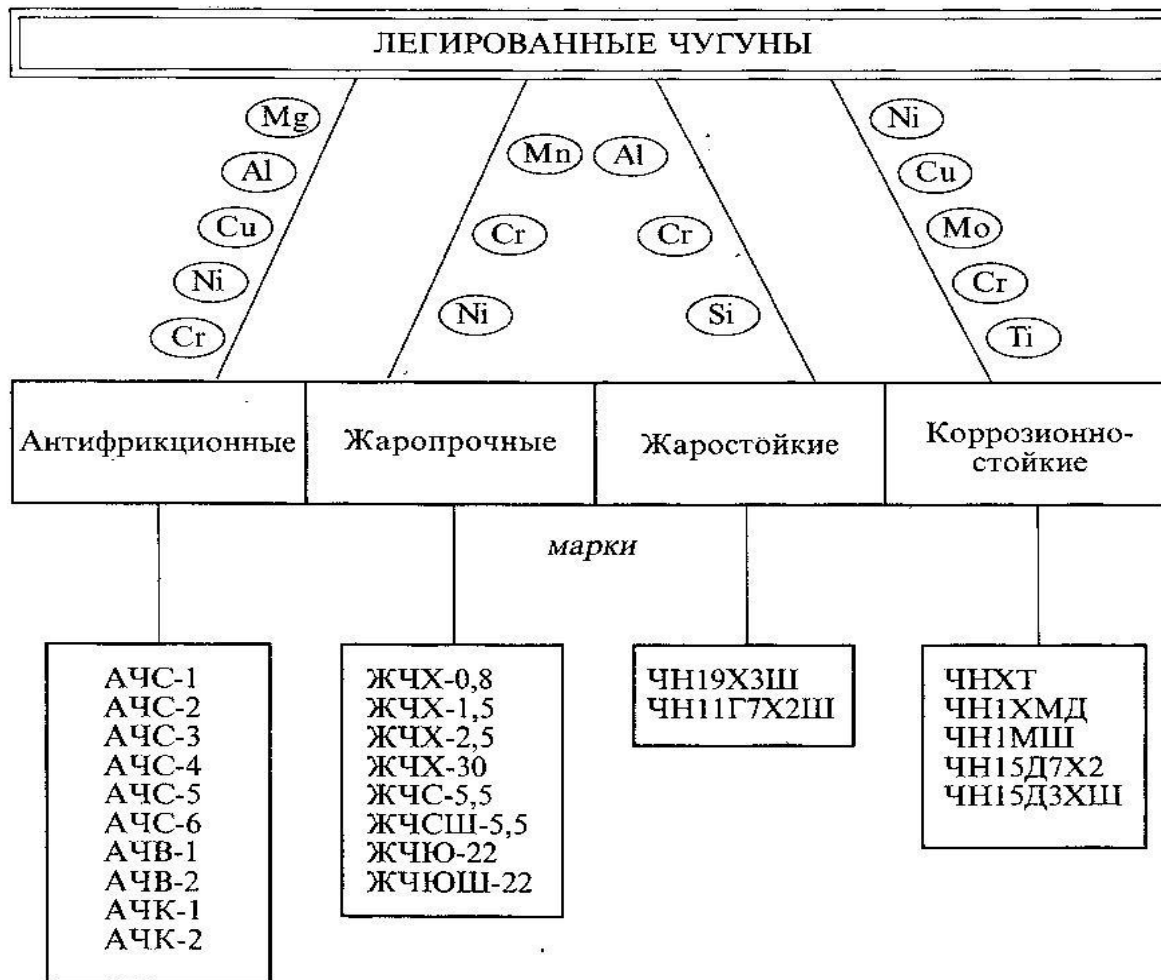 ЛЕГИРОВАННЫЕ ЧУГУНЫ
Mg
Al
Cu
Ni
Cr
Mn
Cr
Ni
Al
Cr
Si
Ni
Cu
Mo
Cr
Ti
Антифрикционные
Жаропрочные
Жаростойкие
Коррозионно-
стойкие
марки
АЧС-1
АЧС-2
АЧС-3
АЧС-4
АЧС-5
АЧС-6
АЧВ-1
АЧВ-2
АЧК-1
АЧК-2
ЖЧХ-0,8
ЖЧХ-1,5
ЖЧХ-2,5
ЖЧХ-30
ЖЧС-5,5
ЖЧСШ-5,5
ЖЧЮ-22
ЖЧЮШ-22
ЧН19Х3Ш
ЧН11Г7Х2Ш
ЧНХТ
ЧН1ХМД
ЧН1МШ
ЧН15Д7Х2
ЧН15Д3ХШ